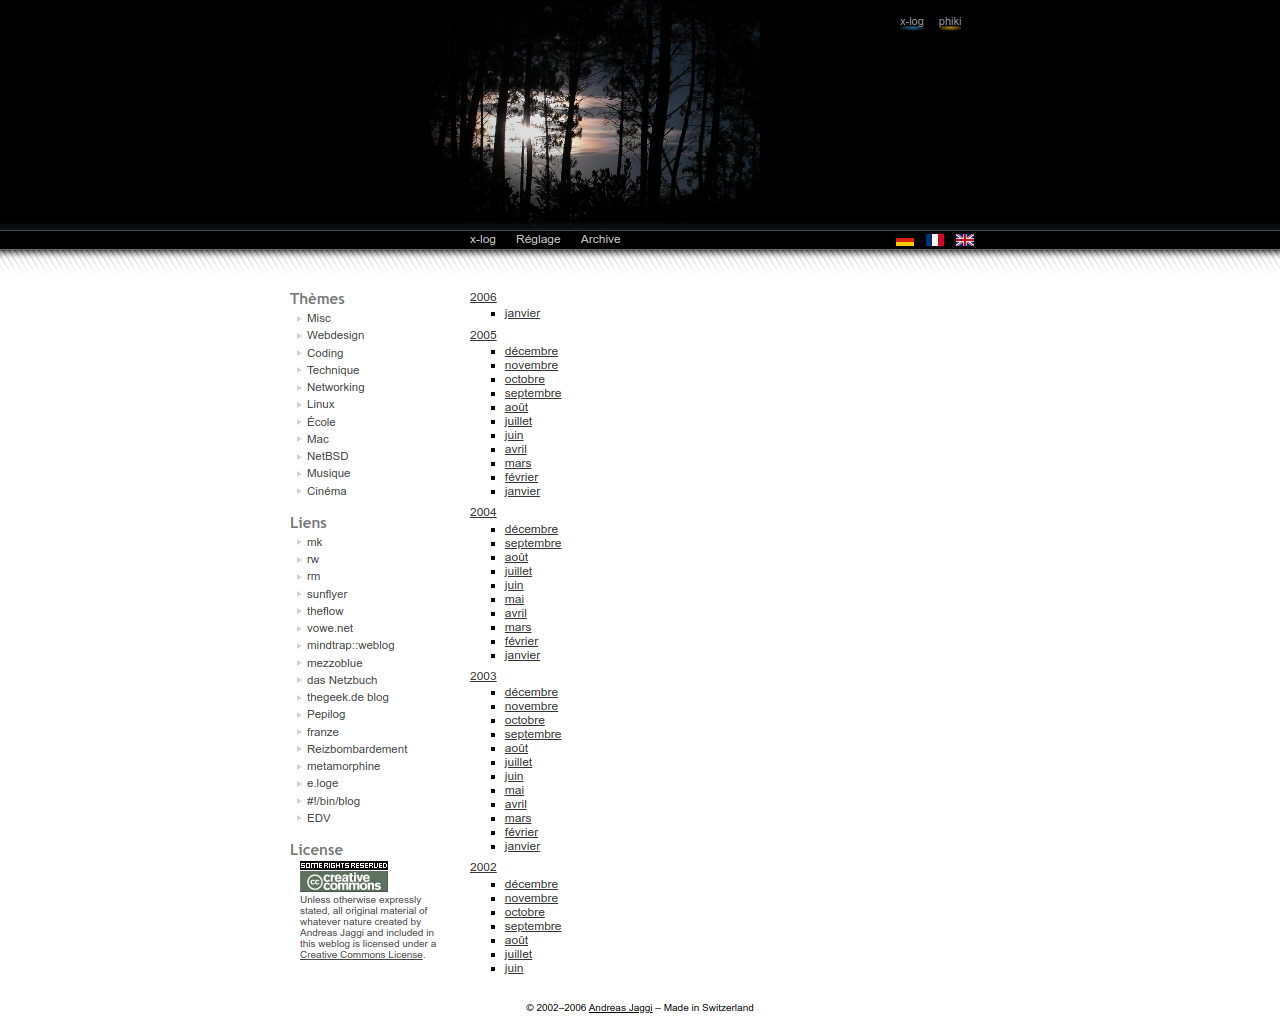 x-log phiki
x-log Réglage Archive
Thèmes
Misc
Webdesign
Coding
Technique
Networking
Linux
École
Mac
NetBSD
Musique
Cinéma
Liens
mk
rw
rm
sunflyer
theflow
vowe.net
mindtrap::weblog
mezzoblue
das Netzbuch
thegeek.de blog
Pepilog
franze
Reizbombardement
metamorphine
e.loge
#!/bin/blog
EDV
License
SOME RIGHTS RESERVED
cc creative
commons
Unless otherwise expressly
stated, all original material of
whatever nature created by
Andreas Jaggi and included in
this weblog is licensed under a
Creative Commons License.
2006
janvier
2005
décembre
novembre
octobre
septembre
août
juillet
juin
avril
mars
février
janvier
2004
décembre
septembre
août
juillet
juin
mai
avril
mars
février
janvier
2003
décembre
novembre
octobre
septembre
août
juillet
juin
mai
avril
mars
février
janvier
2002
décembre
novembre
octobre
septembre
août
juillet
juin
© 2002–2006 Andreas Jaggi – Made in Switzerland